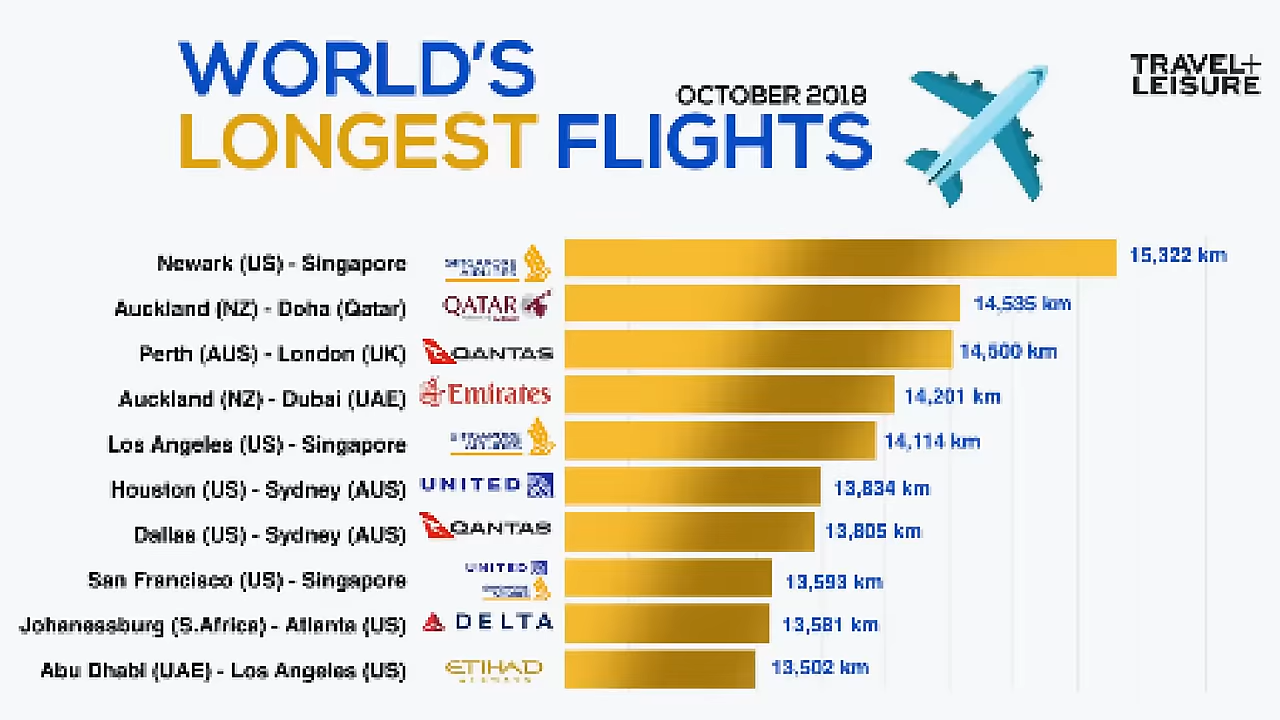 WORLD'S
OCTOBER 2018
LONGEST FLIGHTS
TRAVEL+
LEISURE
Newark (US) - Singapore 15,322 km
Auckland (NZ) - Doha (Qatar) QATAR 14,535 km
Perth (AUS) - London (UK) QANTAS 14,500 km
Auckland (NZ) - Dubai (UAE) Emirates 14,201 km
Los Angeles (US) - Singapore 14,114 km
Houston (US) - Sydney (AUS) UNITED 13,834 km
Dallas (US) - Sydney (AUS) QANTAS 13,805 km
San Francisco (US) - Singapore UNITED 13,593 km
Johanessburg (S.Africa) - Atlanta (US) DELTA 13,581 km
Abu Dhabi (UAE) - Los Angeles (US) ETIHAD 13,502 km